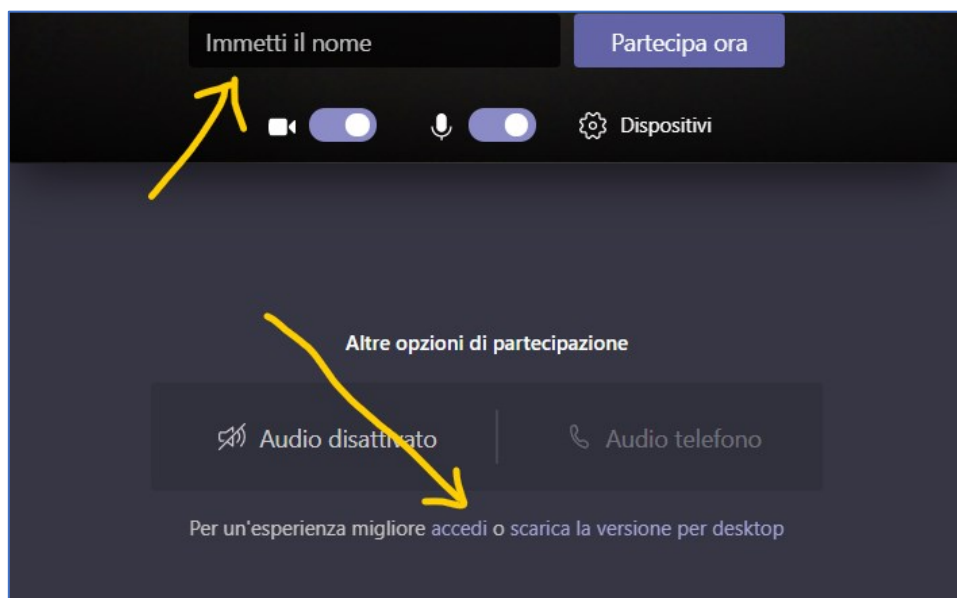 Immetti il nome
Partecipa ora
Dispositivi
Altre opzioni di partecipazione
Audio disattivato
Audio telefono
Per un'esperienza migliore accedi o scarica la versione per desktop